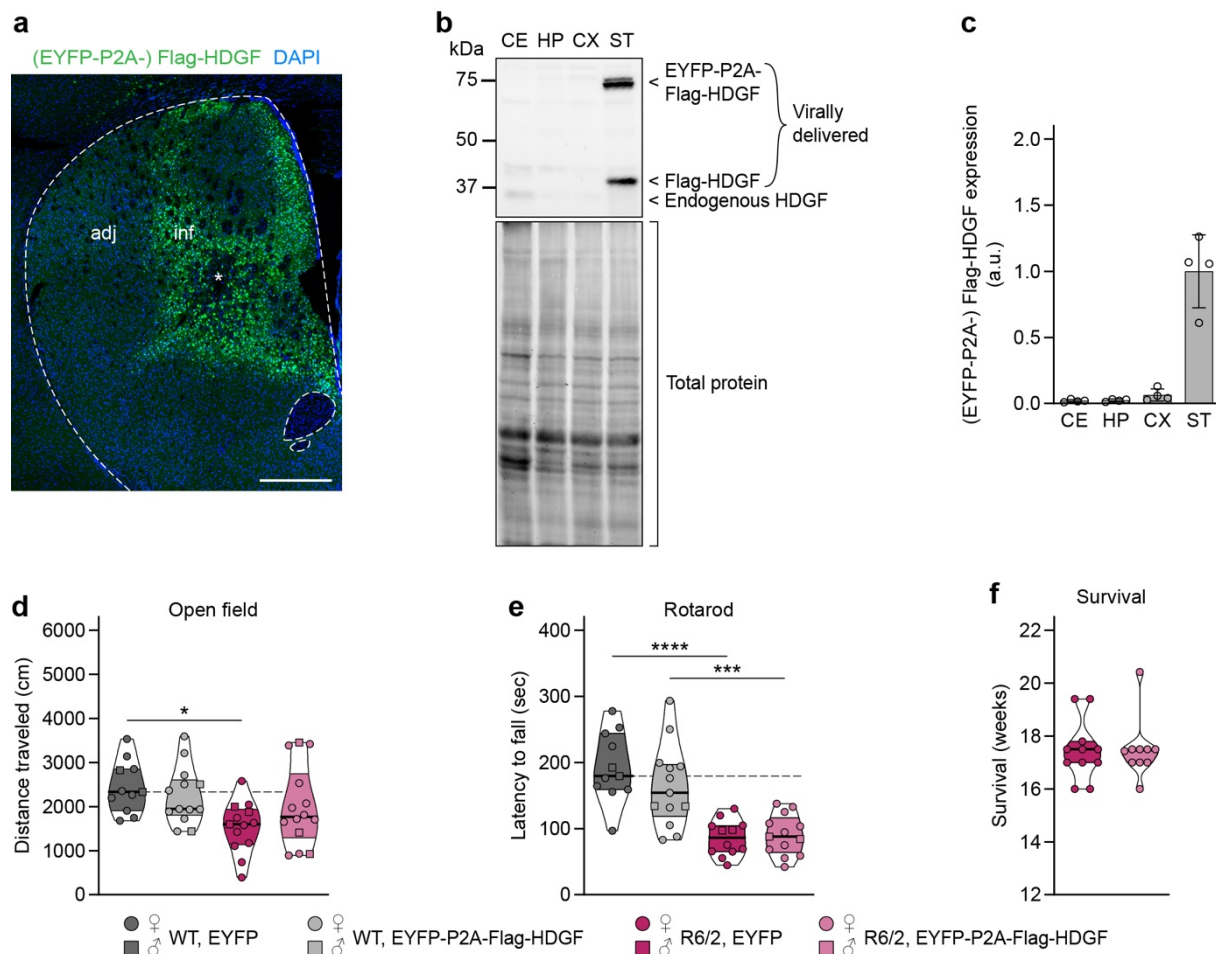 a
(EYFP-P2A-) Flag-HDGF DAPI
adj
inf
*
b
CE HP CX ST
kDa
75
50
37
< EYFP-P2A-
Flag-HDGF
< Flag-HDGF
< Endogenous HDGF
Virally
delivered
Total protein
c
(EYFP-P2A-) Flag-HDGF expression
(a.u.)
2.0
1.5
1.0
0.5
0.0
CE HP CX ST
d
Open field
Distance traveled (cm)
6000
5000
4000
3000
2000
1000
0
*
e
Rotarod
Latency to fall (sec)
400
300
200
100
0
****
***
f
Survival
Survival (weeks)
22
20
18
16
14
12
♀
♂ WT, EYFP
♀
♂ WT, EYFP-P2A-Flag-HDGF
♀
♂ R6/2, EYFP
♀
♂ R6/2, EYFP-P2A-Flag-HDGF